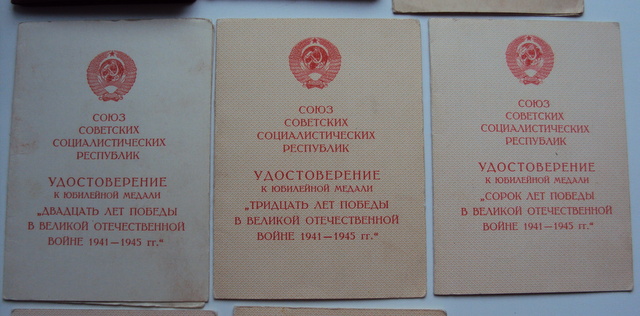 СОЮЗ
СОВЕТСКИХ
СОЦИАЛИСТИЧЕСКИХ
РЕСПУБЛИК
УДОСТОВЕРЕНИЕ
К ЮБИЛЕЙНОЙ МЕДАЛИ
„ДВАДЦАТЬ ЛЕТ ПОБЕДЫ
В ВЕЛИКОЙ ОТЕЧЕСТВЕННОЙ
ВОЙНЕ 1941—1945 гг.“
СОЮЗ
СОВЕТСКИХ
СОЦИАЛИСТИЧЕСКИХ
РЕСПУБЛИК
УДОСТОВЕРЕНИЕ
К ЮБИЛЕЙНОЙ МЕДАЛИ
„ТРИДЦАТЬ ЛЕТ ПОБЕДЫ
В ВЕЛИКОЙ ОТЕЧЕСТВЕННОЙ
ВОЙНЕ 1941—1945 гг.“
СОЮЗ
СОВЕТСКИХ
СОЦИАЛИСТИЧЕСКИХ
РЕСПУБЛИК
УДОСТОВЕРЕНИЕ
К ЮБИЛЕЙНОЙ МЕДАЛИ
„СОРОК ЛЕТ ПОБЕДЫ
В ВЕЛИКОЙ ОТЕЧЕСТВЕННОЙ
ВОЙНЕ 1941—1945 гг.“